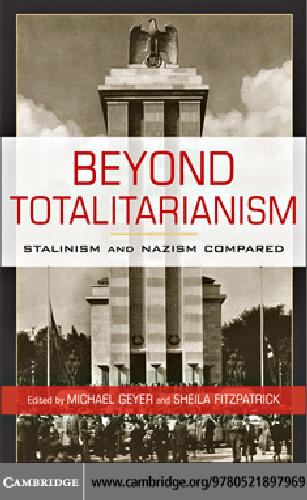 BEYOND
TOTALITARIANISM
STALINISM AND NAZISM COMPARED
Edited by MICHAEL GEYER and SHEILA FITZPATRICK
CAMBRIDGE
www.cambridge.org/9780521897969